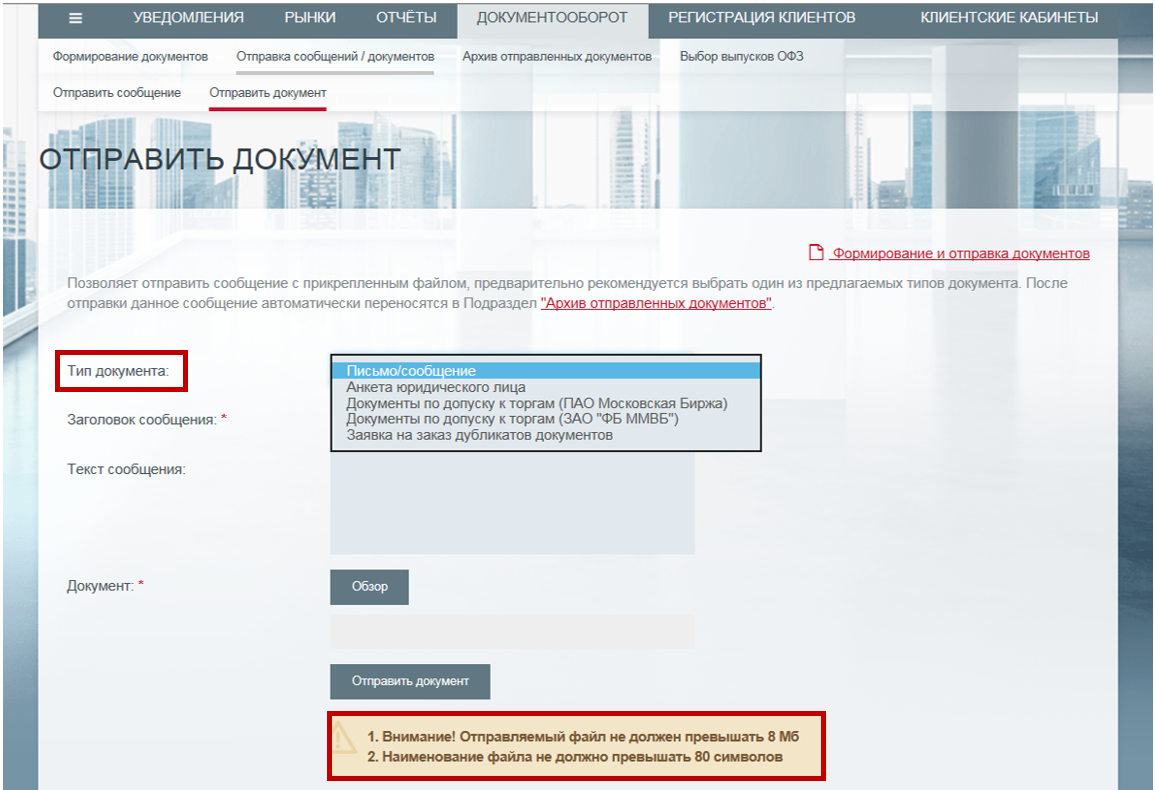 УВЕДОМЛЕНИЯ РЫНКИ ОТЧЁТЫ ДОКУМЕНТООБОРОТ РЕГИСТРАЦИЯ КЛИЕНТОВ КЛИЕНТСКИЕ КАБИНЕТЫ
Формирование документов Отправка сообщений / документов Архив отправленных документов Выбор выпусков ОФЗ
Отправить сообщение Отправить документ
ОТПРАВИТЬ ДОКУМЕНТ
Формирование и отправка документов
Позволяет отправить сообщение с прикрепленным файлом, предварительно рекомендуется выбрать один из предлагаемых типов документа. После
отправки данное сообщение автоматически переносятся в Подраздел "Архив отправленных документов".
Тип документа:
Письмо/сообщение
Анкета юридического лица
Документы по допуску к торгам (ПАО Московская Биржа)
Документы по допуску к торгам (ЗАО "ФБ ММВБ")
Заявка на заказ дубликатов документов
Заголовок сообщения: *
Текст сообщения:
Документ: *
Обзор
Отправить документ
1. Внимание! Отправляемый файл не должен превышать 8 Мб
2. Наименование файла не должно превышать 80 символов